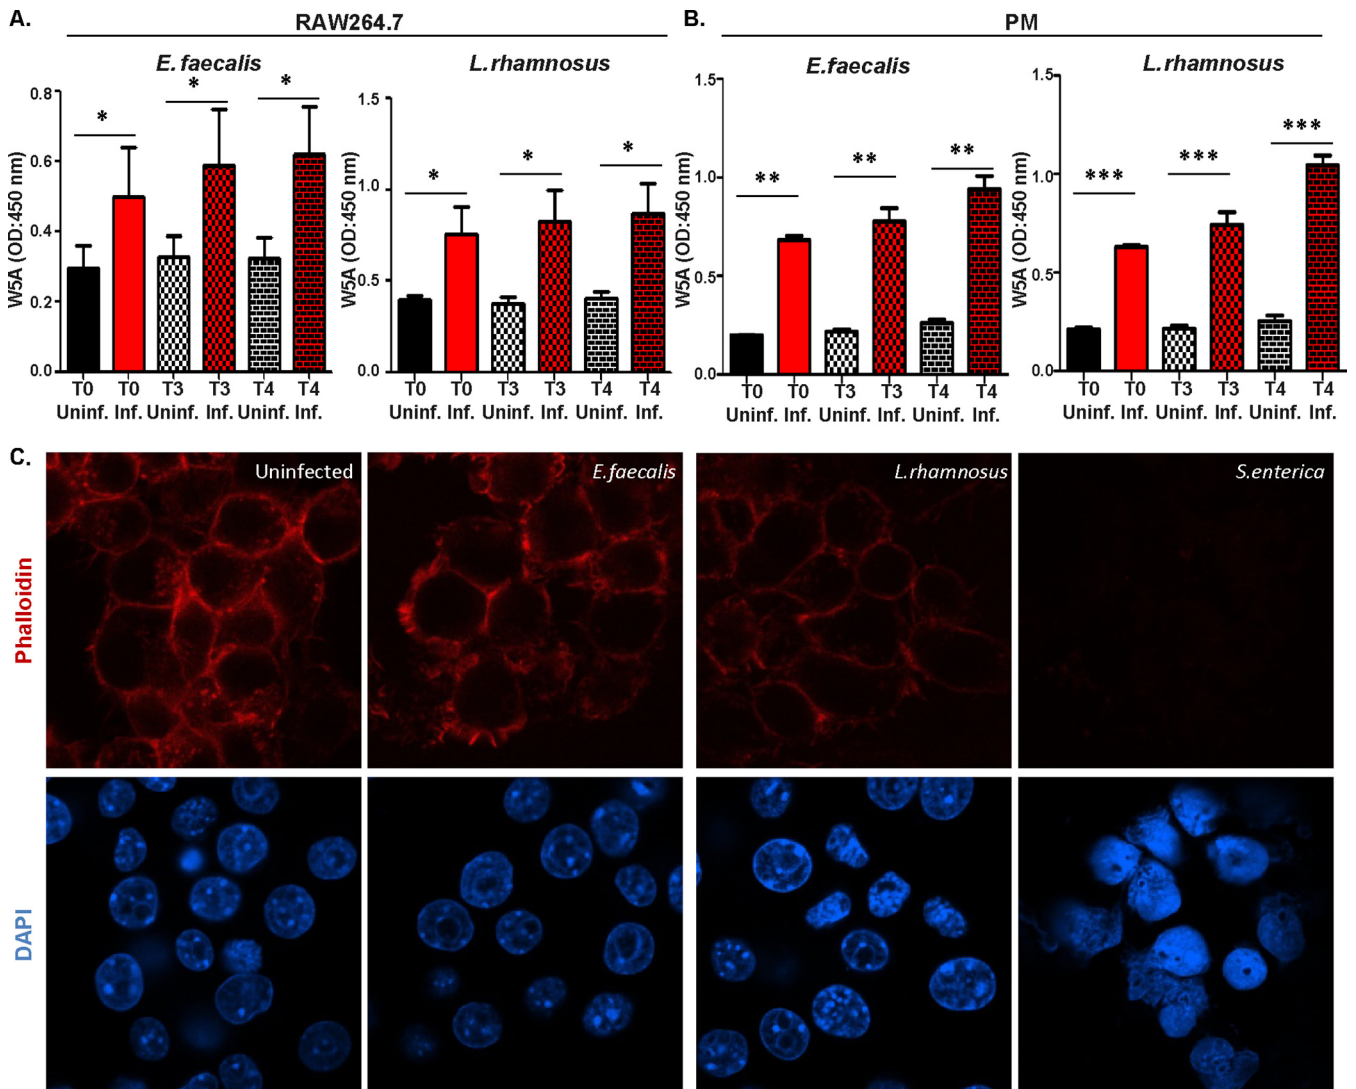 A.
RAW264.7
B.
PM
E.faecalis
L.rhamnosus
E.faecalis
L.rhamnosus
W5A (OD:450 nm)
0.8
0.6
0.4
0.2
0.0
* * *
T0 T0 T3 T3 T4 T4
Uninf. Inf. Uninf. Inf. Uninf. Inf.
W5A (OD:450 nm)
1.5
1.0
0.5
0.0
* * *
T0 T0 T3 T3 T4 T4
Uninf. Inf. Uninf. Inf. Uninf. Inf.
W5A (OD:450 nm)
1.5
1.0
0.5
0.0
** ** **
T0 T0 T3 T3 T4 T4
Uninf. Inf. Uninf. Inf. Uninf. Inf.
W5A (OD:450 nm)
1.5
1.0
0.5
0.0
*** *** ***
T0 T0 T3 T3 T4 T4
Uninf. Inf. Uninf. Inf. Uninf. Inf.
C.
Uninfected
E.faecalis
L.rhamnosus
S.enterica
Phalloidin
DAPI